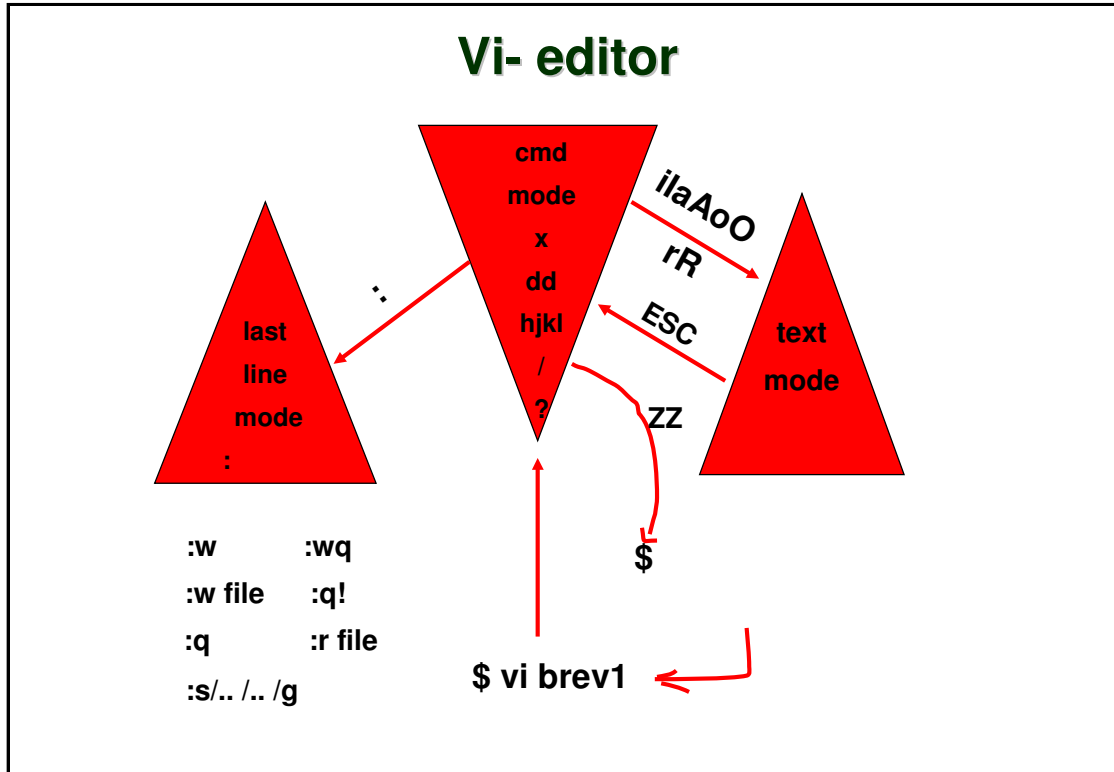 Vi- editor
cmd
mode
x
dd
hjkl
/
?
iIaAoO
rR
ESC
ZZ
$
text
mode
:
last
line
mode
:
:w :wq
:w file :q!
:q :r file
:s/.. /.. /g
$ vi brev1